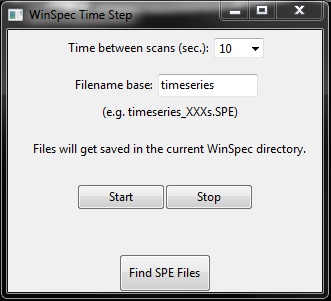 WinSpec Time Step
Time between scans (sec.): 10
Filename base: timeseries
(e.g. timeseries_XXXs.SPE)
Files will get saved in the current WinSpec directory.
Start Stop
Find SPE Files